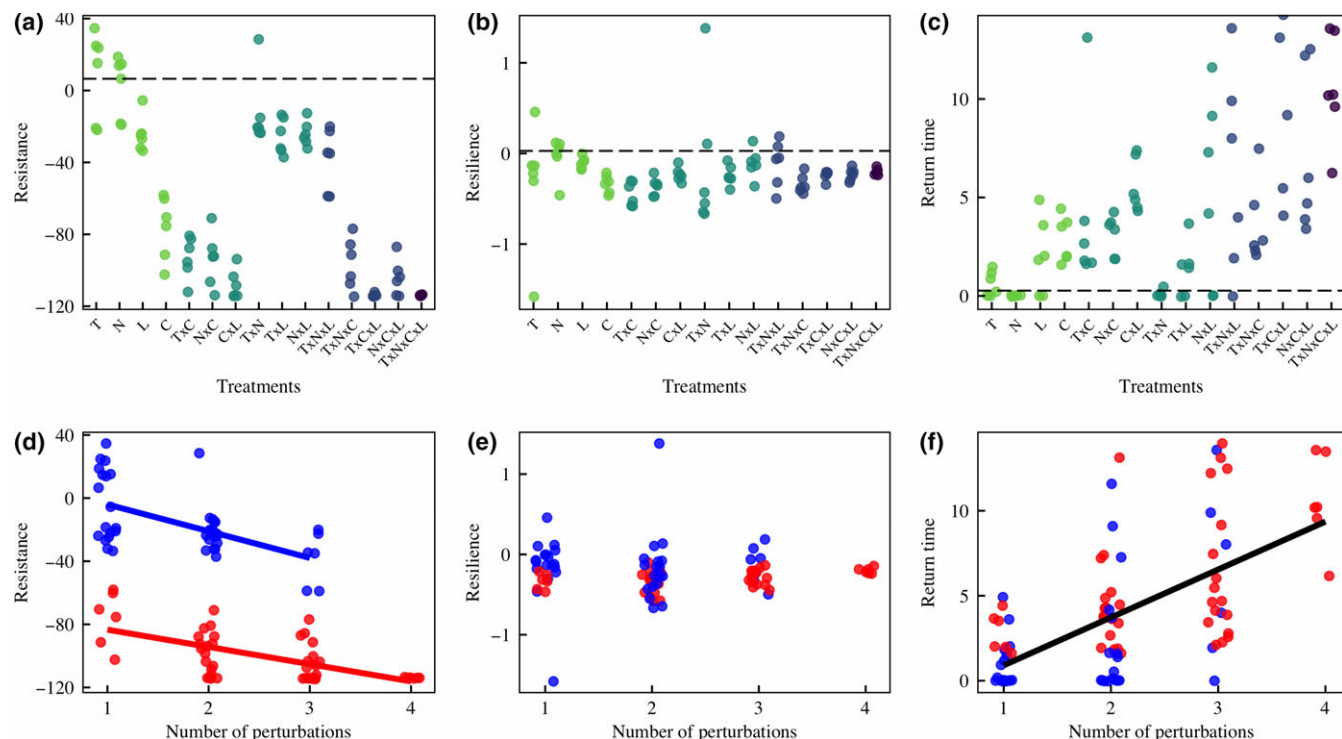 (a)
40
0
−40
−80
−120
Resistance
T N L C TxC NxC CxL TxN TxL NxL TxNxL TxNxC TxCxL NxCxL TxNxCxL
Treatments
(b)
1
0
−1
Resilience
T N L C TxC NxC CxL TxN TxL NxL TxNxL TxNxC TxCxL NxCxL TxNxCxL
(c)
10
5
0
Return time
T N L C TxC NxC CxL TxN TxL NxL TxNxL TxNxC TxCxL NxCxL TxNxCxL
Treatments
(d)
40
0
−40
−80
−120
Resistance
1 2 3 4
Number of perturbations
(e)
1
0
−1
Resilience
1 2 3 4
Number of perturbations
(f)
10
5
0
Return time
1 2 3 4
Number of perturbations